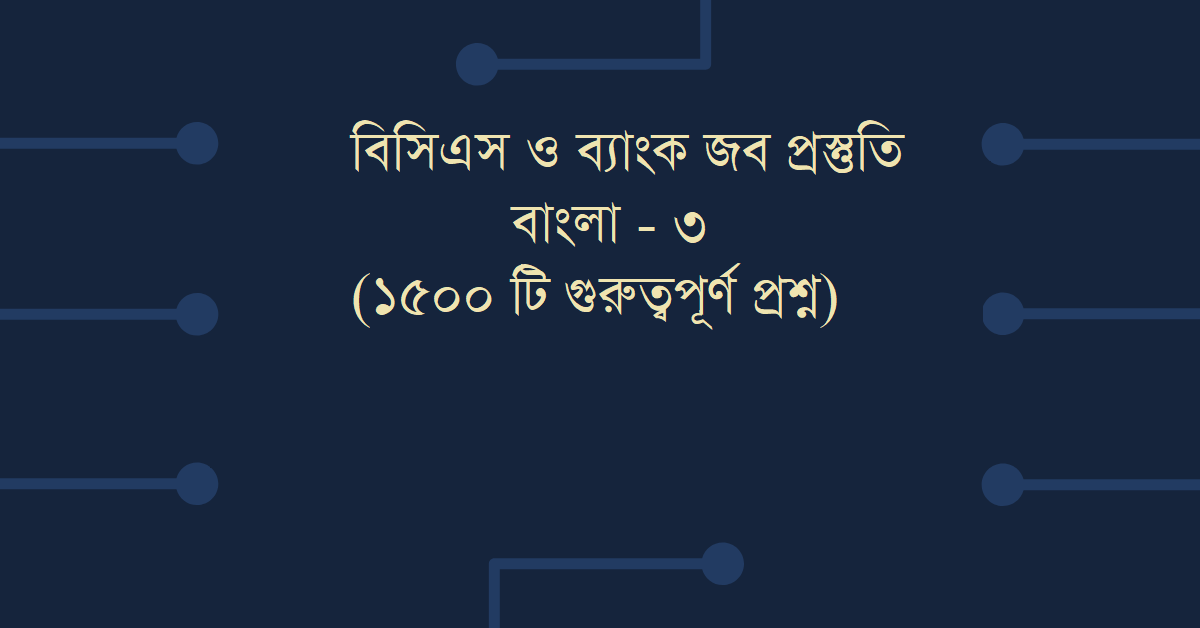 বিসিএস ও ব্যাংক জব প্রস্তুতি
বাংলা - ৩
(১৫০০ টি গুরুত্বপূর্ণ প্রশ্ন)